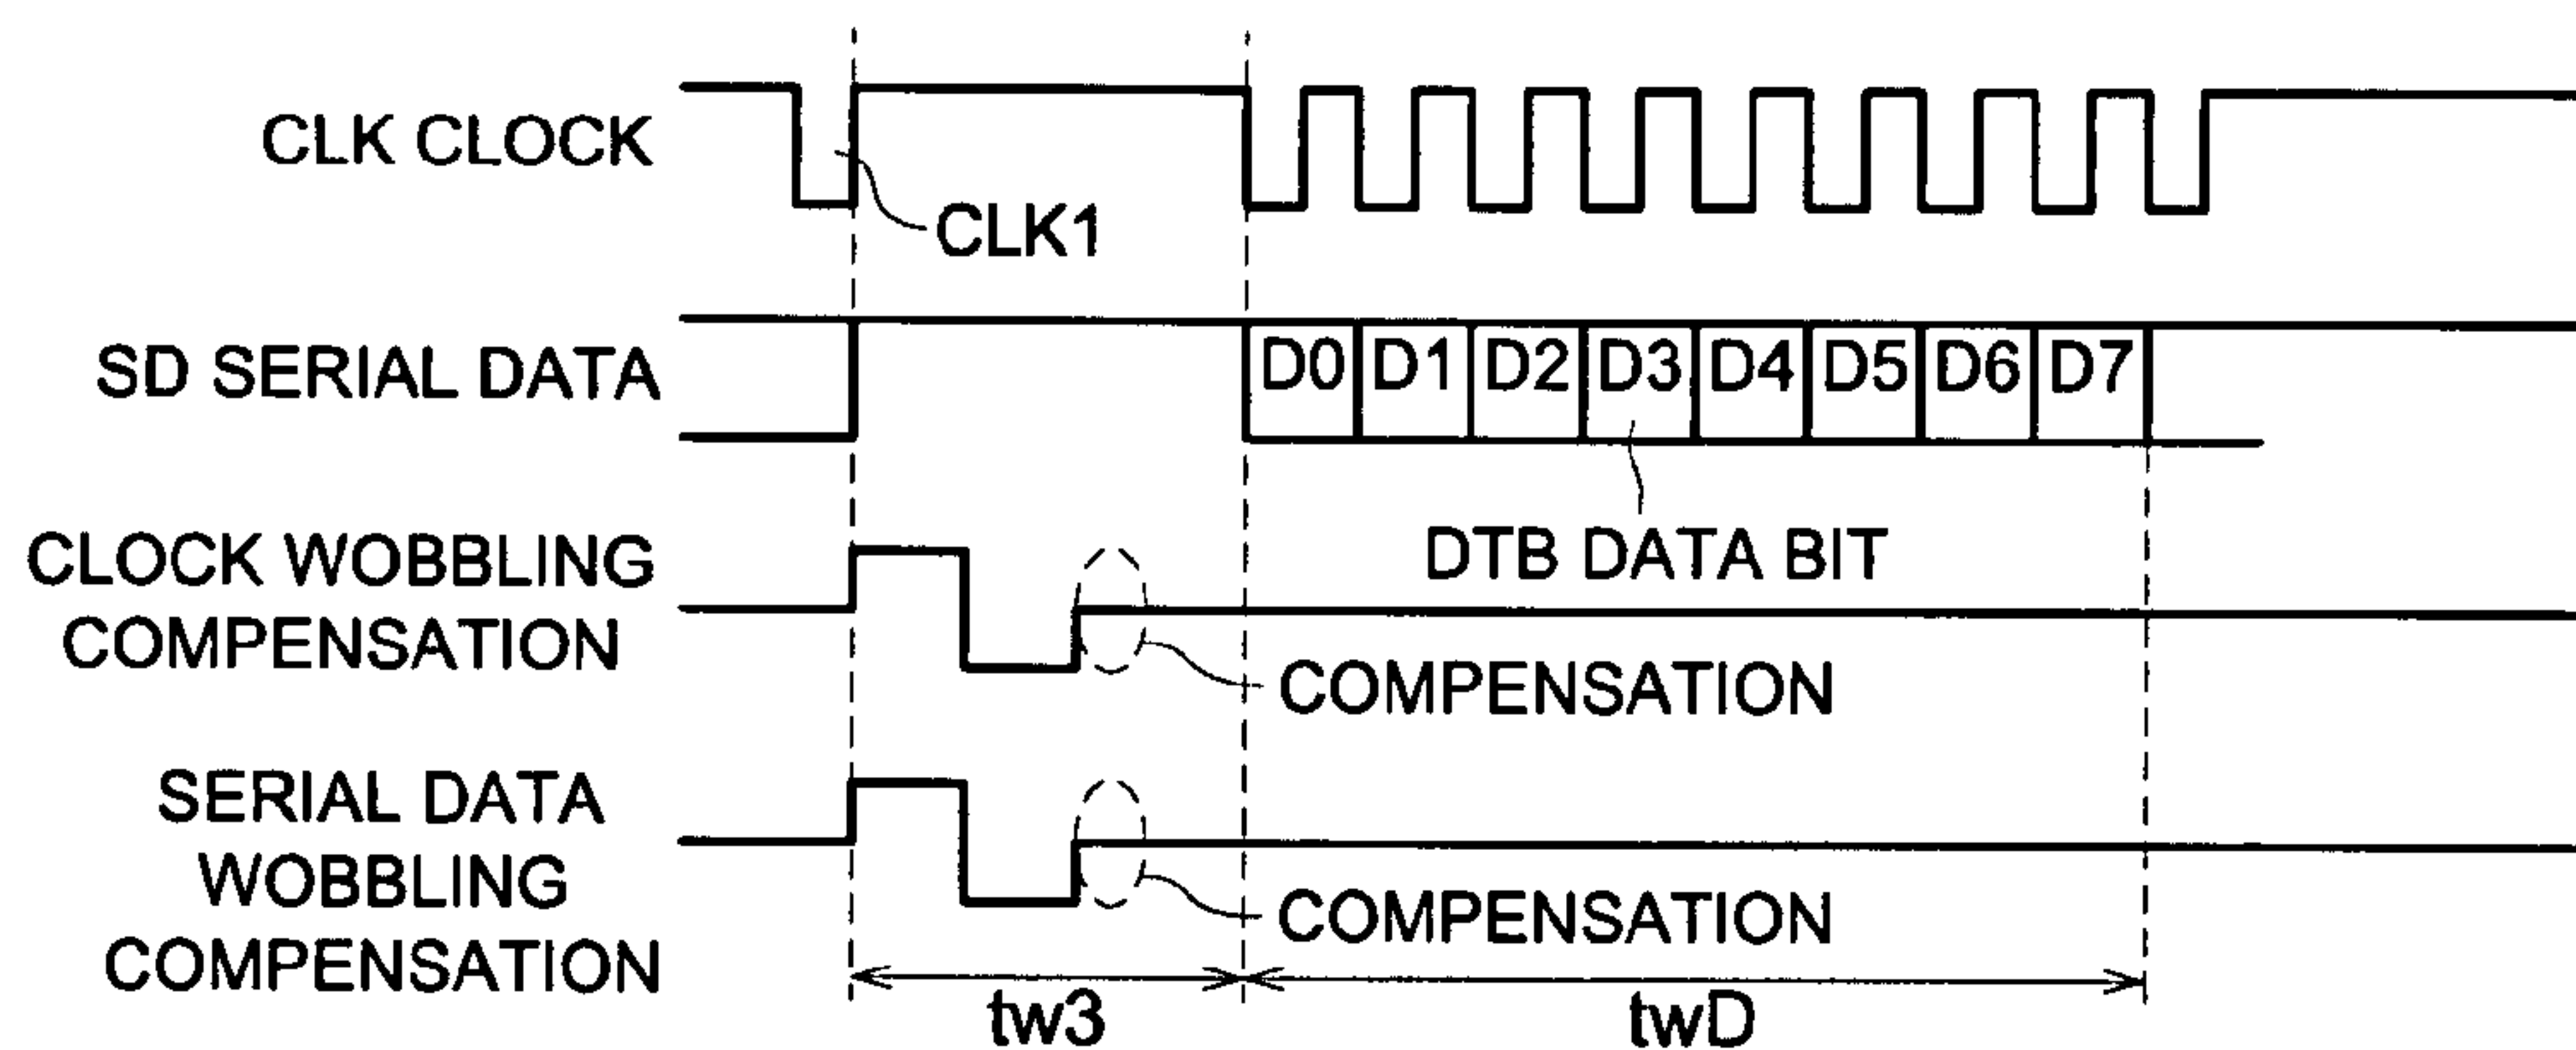 CLK CLOCK
CLK1
SD SERIAL DATA
D0 D1 D2 D3 D4 D5 D6 D7
DTB DATA BIT
CLOCK WOBBLING
COMPENSATION
COMPENSATION
SERIAL DATA
WOBBLING
COMPENSATION
COMPENSATION
tw3
twD